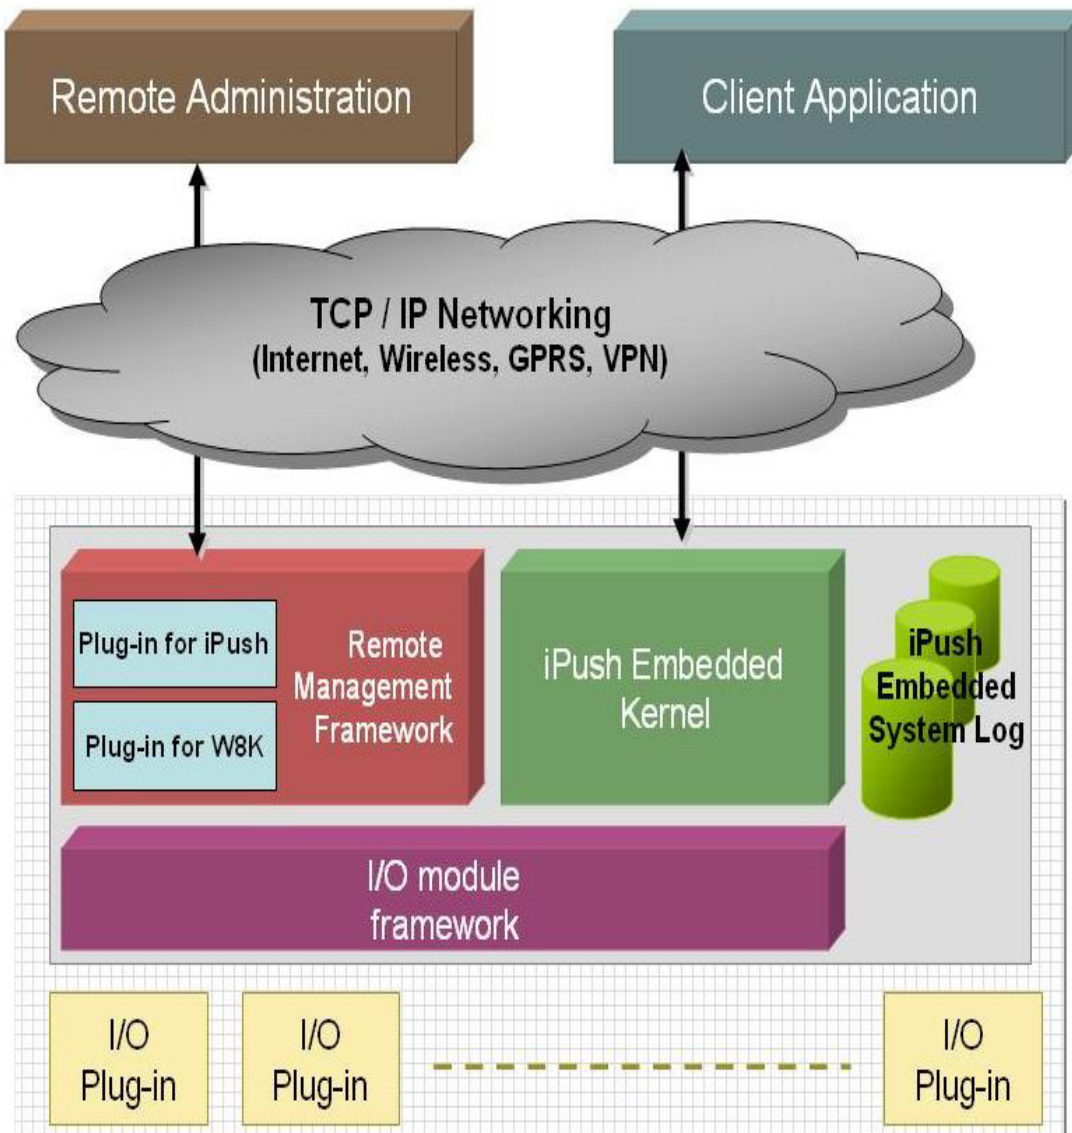 Remote Administration
Client Application
TCP / IP Networking
(Internet, Wireless, GPRS, VPN)
Plug-in for iPush
Plug-in for W8K
Remote
Management
Framework
iPush Embedded
Kernel
iPush
Embedded
System Log
I/O module
framework
I/O
Plug-in
I/O
Plug-in
I/O
Plug-in